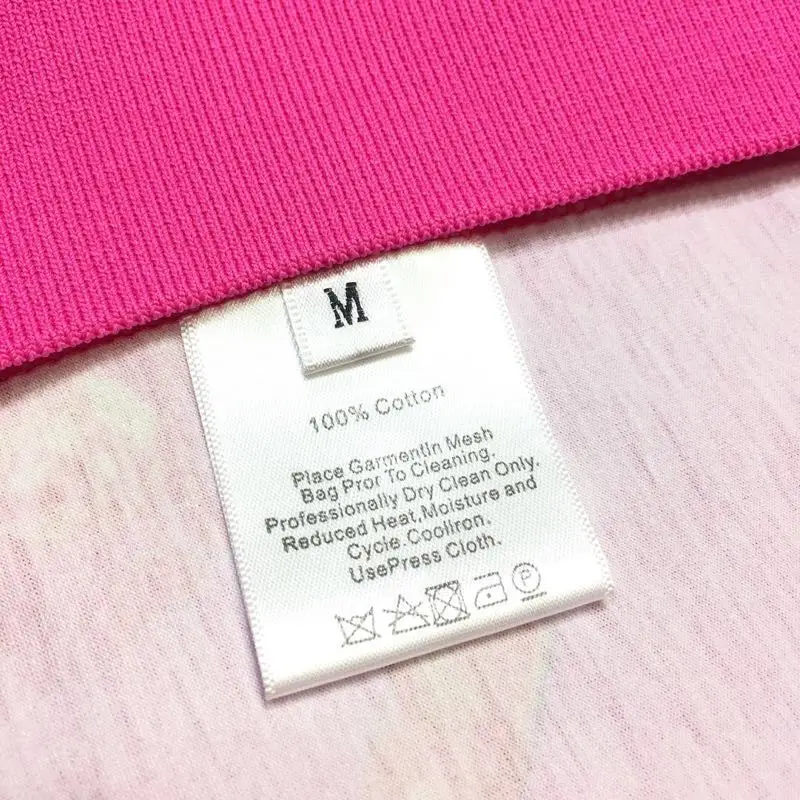 M
100% Cotton
Place GarmentIn Mesh
Bag Pror To Cleaning.
Professionally Dry Clean Only.
Reduced Heat,Moisture and
Cycle.CoolIron.
UsePress Cloth.
P